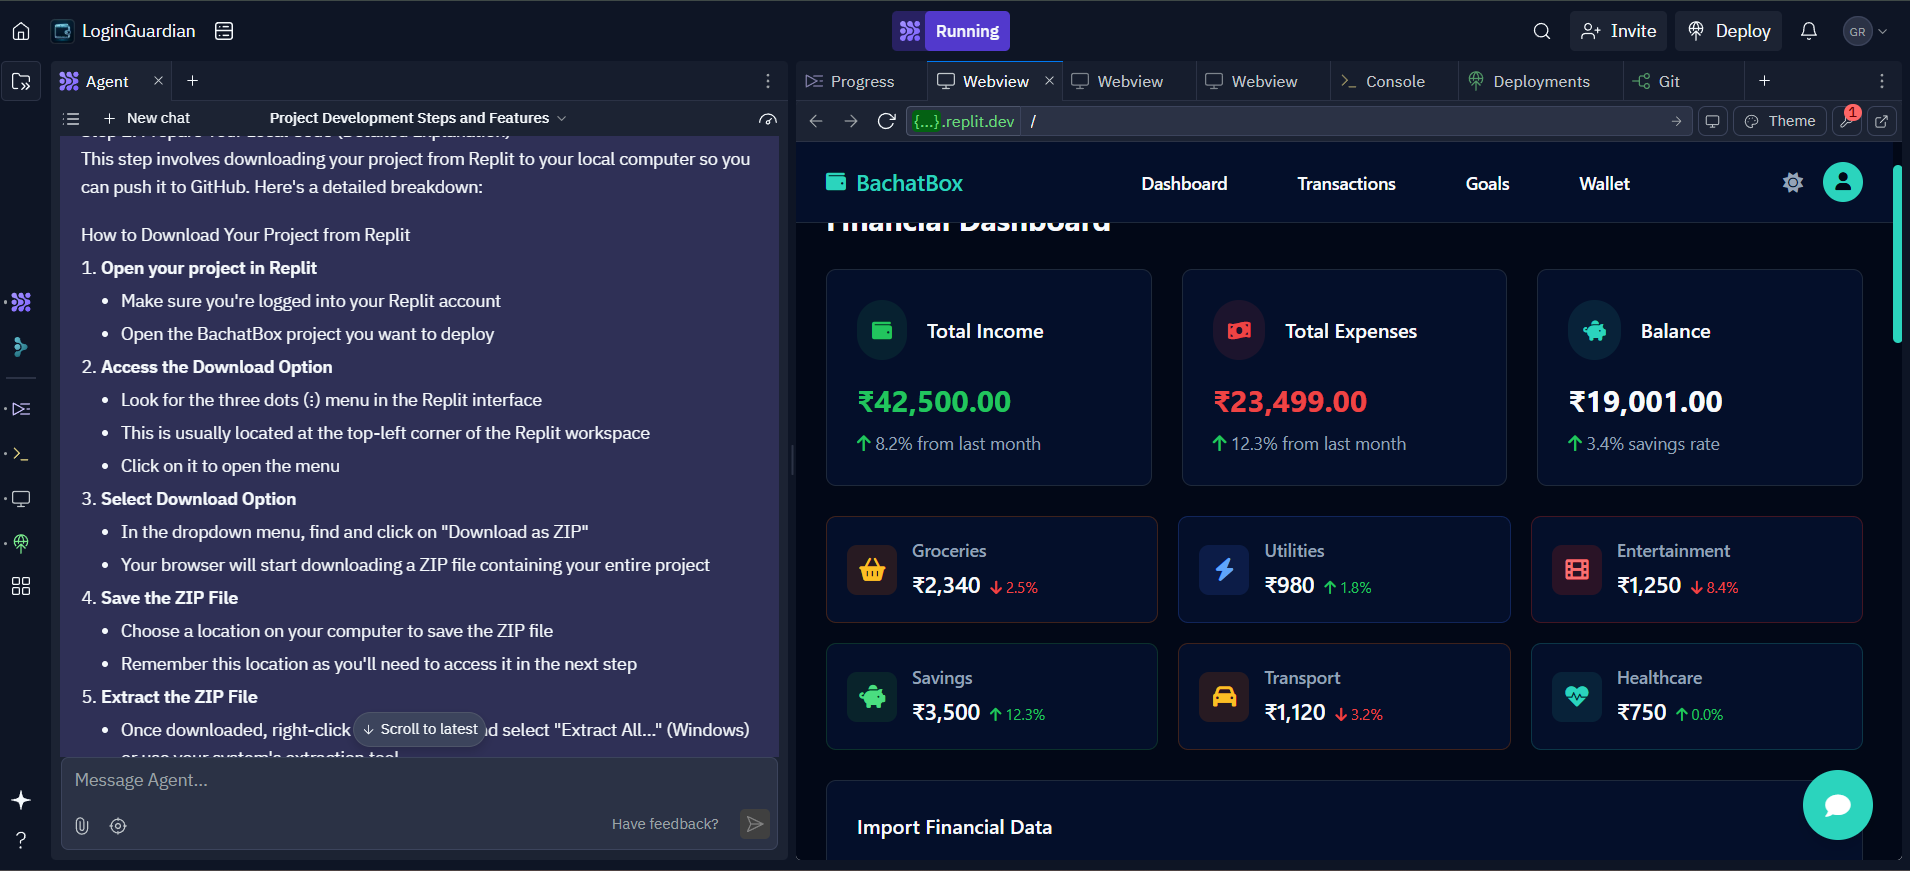 LoginGuardian
Running
Invite
Deploy
GR
Agent
Progress
Webview
Webview
Webview
Console
Deployments
Git
New chat
Project Development Steps and Features
{...}.replit.dev
/
Theme
1
This step involves downloading your project from Replit to your local computer so you
can push it to GitHub. Here's a detailed breakdown:
How to Download Your Project from Replit
1. Open your project in Replit
• Make sure you're logged into your Replit account
• Open the BachatBox project you want to deploy
2. Access the Download Option
• Look for the three dots (⋮) menu in the Replit interface
• This is usually located at the top-left corner of the Replit workspace
• Click on it to open the menu
3. Select Download Option
• In the dropdown menu, find and click on "Download as ZIP"
• Your browser will start downloading a ZIP file containing your entire project
4. Save the ZIP File
• Choose a location on your computer to save the ZIP file
• Remember this location as you'll need to access it in the next step
5. Extract the ZIP File
• Once downloaded, right-click
select "Extract All..." (Windows)
or use your system's extraction tool
Scroll to latest
Message Agent...
Have feedback?
BachatBox
Dashboard
Transactions
Goals
Wallet
Financial Dashboard
Total Income
₹42,500.00
↑ 8.2% from last month
Total Expenses
₹23,499.00
↑ 12.3% from last month
Balance
₹19,001.00
↑ 3.4% savings rate
Groceries
₹2,340 ↓ 2.5%
Utilities
₹980 ↑ 1.8%
Entertainment
₹1,250 ↓ 8.4%
Savings
₹3,500 ↑ 12.3%
Transport
₹1,120 ↓ 3.2%
Healthcare
₹750 ↑ 0.0%
Import Financial Data